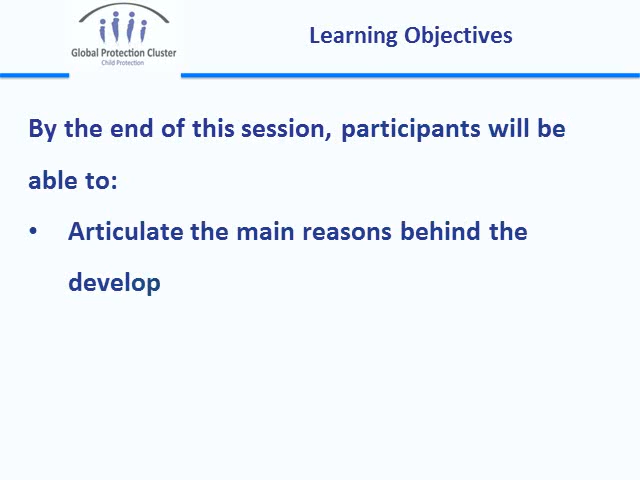 Global Protection Cluster
Child Protection
Learning Objectives
By the end of this session, participants will be
able to:
• Articulate the main reasons behind the
develop